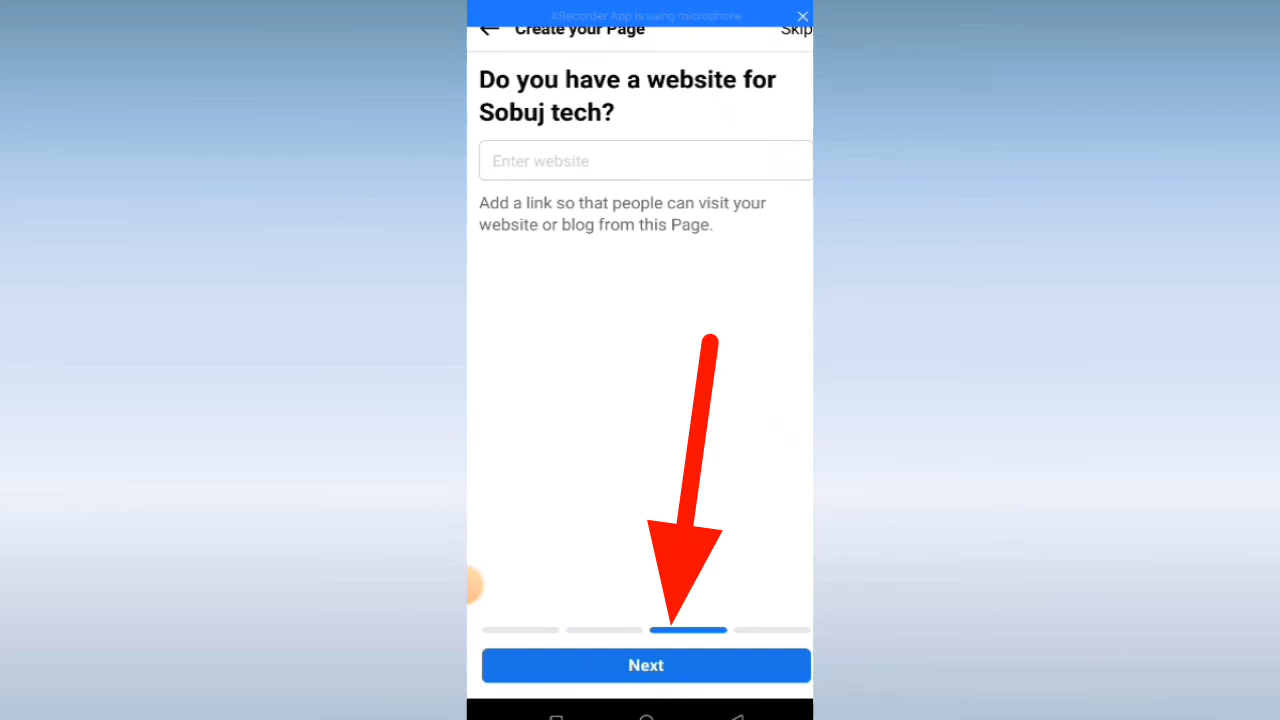 XRecorder App is using microphone
Create your Page
Skip
Do you have a website for
Sobuj tech?
Enter website
Add a link so that people can visit your
website or blog from this Page.
Next